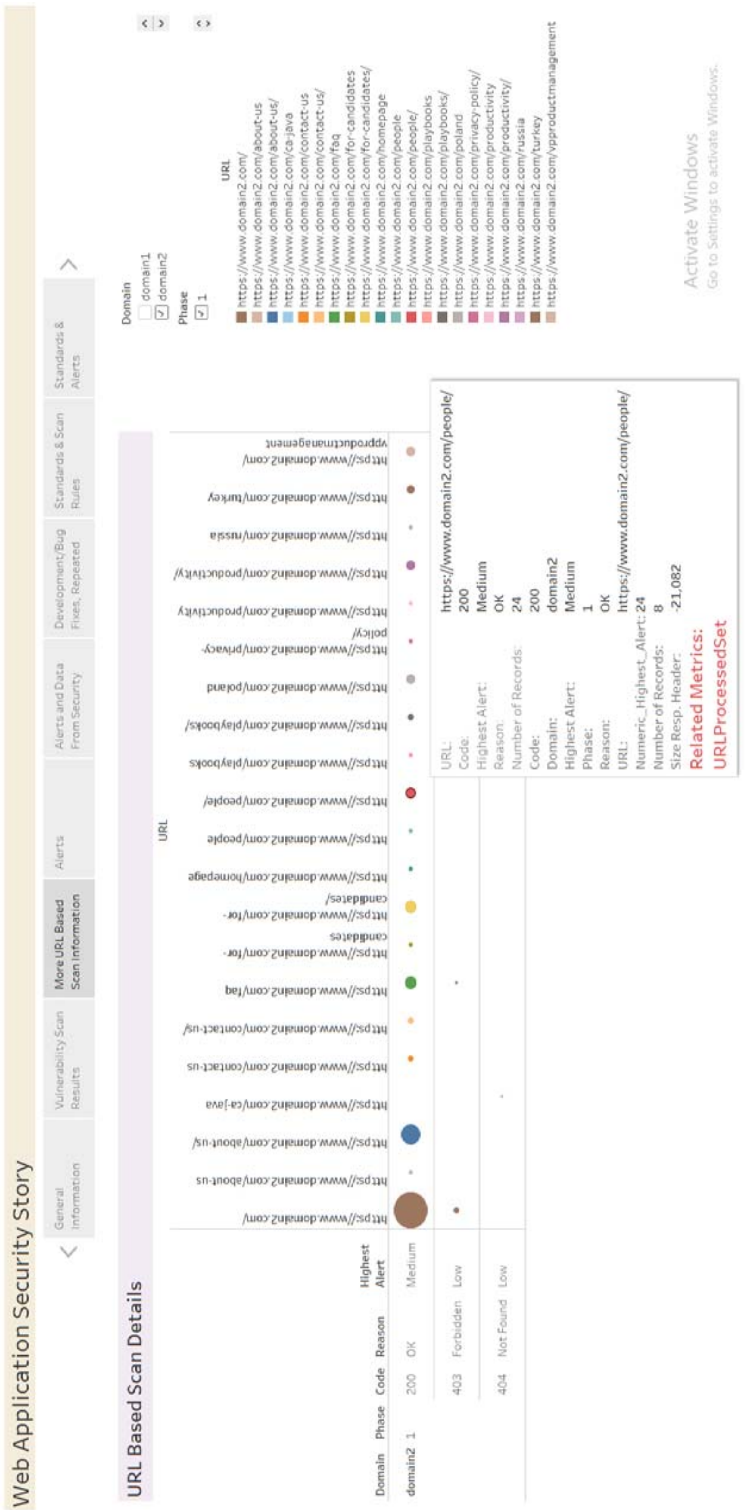 Web Application Security Story
General
Information
Vulnerability Scan
Results
More URL Based
Scan Information
Alerts
Alerts and Data
From Security
Development/Bug
Fixes, Repeated
Standards & Scan
Rules
Standards &
Alerts
URL Based Scan Details
URL
Domain Phase Code Reason Highest
Alert
https://www.domain2.com/
https://www.domain2.com/about-us
https://www.domain2.com/about-us/
https://www.domain2.com/ca-java
https://www.domain2.com/contact-us
https://www.domain2.com/contact-us/
https://www.domain2.com/faq
https://www.domain2.com/for-
candidates
https://www.domain2.com/for-
candidates/
https://www.domain2.com/homepage
https://www.domain2.com/people
https://www.domain2.com/people/
https://www.domain2.com/playbooks
https://www.domain2.com/playbooks/
https://www.domain2.com/poland
https://www.domain2.com/privacy-
policy/
https://www.domain2.com/productivity
https://www.domain2.com/productivity/
https://www.domain2.com/russia
https://www.domain2.com/turkey
https://www.domain2.com/
vpproductmanagement
domain2 1 200 OK Medium
403 Forbidden Low
404 Not Found Low
URL: https://www.domain2.com/people/
Code: 200
Highest Alert: Medium
Reason: OK
Number of Records: 24
Code: 200
Domain: domain2
Highest Alert: Medium
Phase: 1
Reason: OK
URL: https://www.domain2.com/people/
Numeric_Highest_Alert: 24
Number of Records: 8
Size Resp. Header: -21,082
Related Metrics:
URLProcessedSet
Domain
domain1
domain2
Phase
1
URL
https://www.domain2.com/
https://www.domain2.com/about-us
https://www.domain2.com/about-us/
https://www.domain2.com/ca-java
https://www.domain2.com/contact-us
https://www.domain2.com/contact-us/
https://www.domain2.com/faq
https://www.domain2.com/for-candidates
https://www.domain2.com/for-candidates/
https://www.domain2.com/homepage
https://www.domain2.com/people
https://www.domain2.com/people/
https://www.domain2.com/playbooks
https://www.domain2.com/playbooks/
https://www.domain2.com/poland
https://www.domain2.com/privacy-policy/
https://www.domain2.com/productivity
https://www.domain2.com/productivity/
https://www.domain2.com/russia
https://www.domain2.com/turkey
https://www.domain2.com/vpproductmanagement
Activate Windows
Go to Settings to activate Windows.